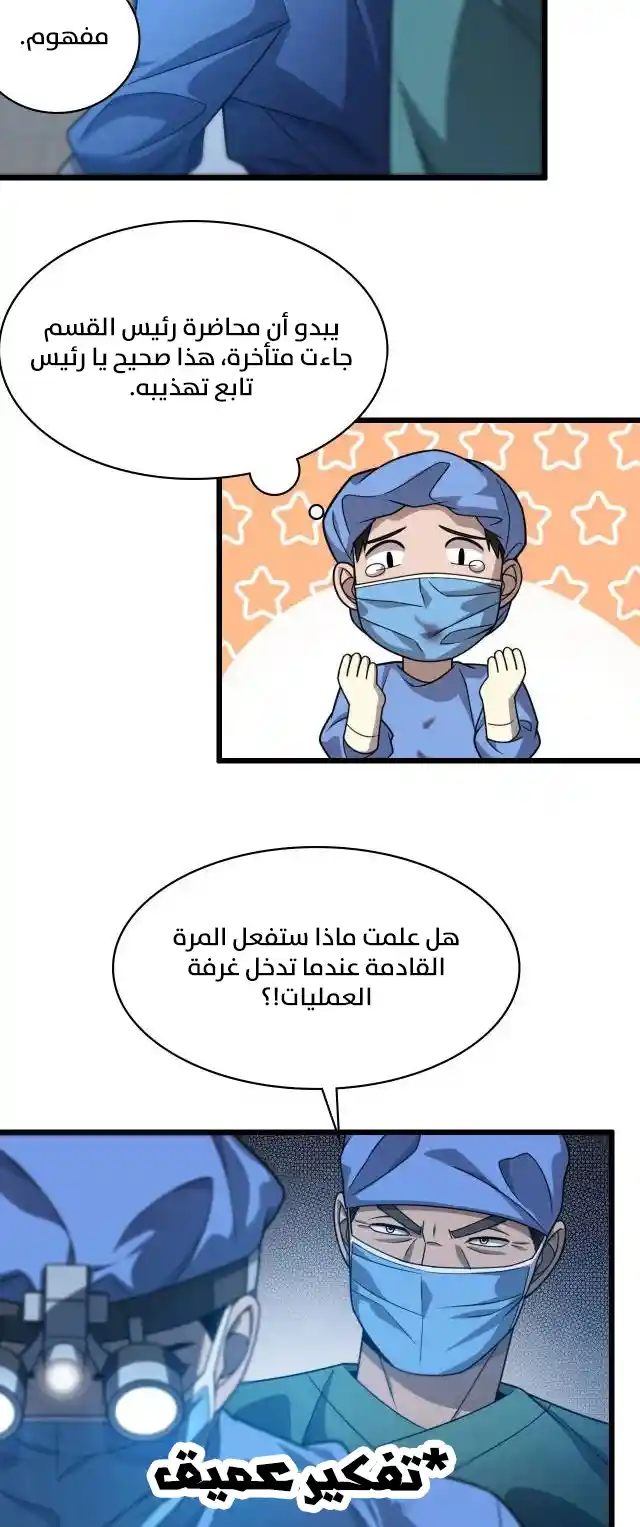 مفهوم.
يبدو أن محاضرة رئيس القسم
جاءت متأخرة، هذا صحيح يا رئيس
تابع تهذيبه.
هل علمت ماذا ستفعل المرة
القادمة عندما تدخل غرفة
العمليات!؟
*تفكير عميق